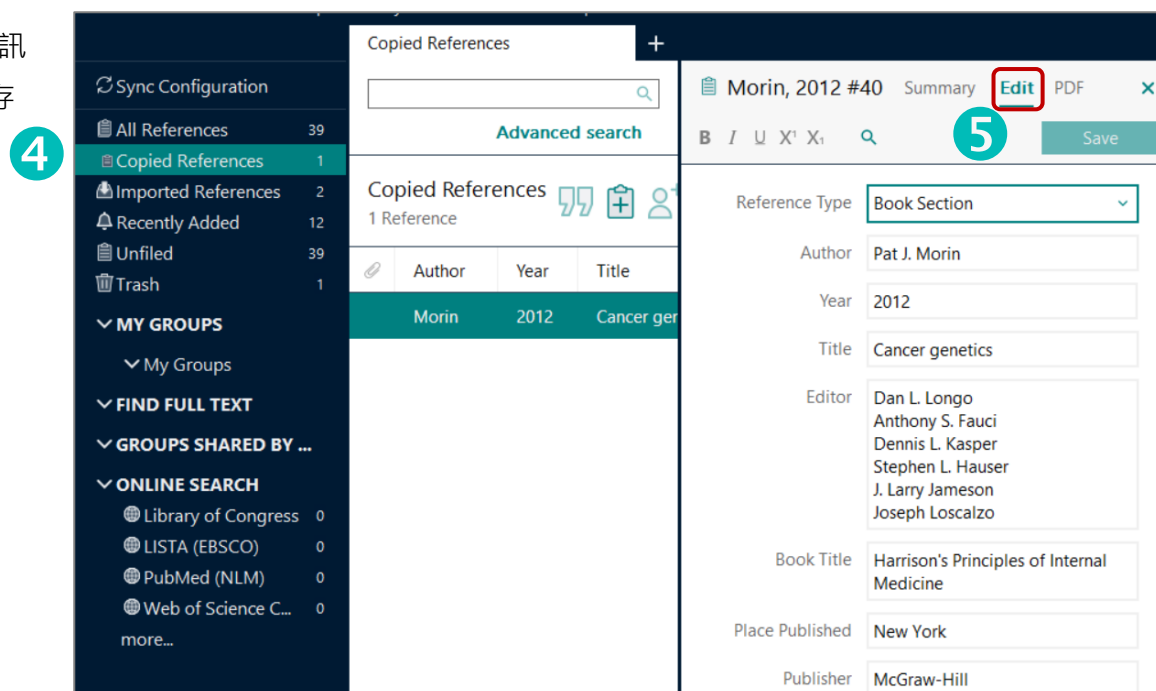 訊
存
4
Sync Configuration
All References 39
Copied References 1
Imported References 2
Recently Added 12
Unfiled 39
Trash 1
MY GROUPS
My Groups
FIND FULL TEXT
GROUPS SHARED BY ...
ONLINE SEARCH
Library of Congress 0
LISTA (EBSCO) 0
PubMed (NLM) 0
Web of Science C... 0
more...
Copied References +
Advanced search
Copied References
1 Reference
Author Year Title
Morin 2012 Cancer gen
Morin, 2012 #40 Summary Edit PDF ×
B I U X¹ X₁ 5 Save
Reference Type Book Section
Author Pat J. Morin
Year 2012
Title Cancer genetics
Editor Dan L. Longo
Anthony S. Fauci
Dennis L. Kasper
Stephen L. Hauser
J. Larry Jameson
Joseph Loscalzo
Book Title Harrison's Principles of Internal
Medicine
Place Published New York
Publisher McGraw-Hill